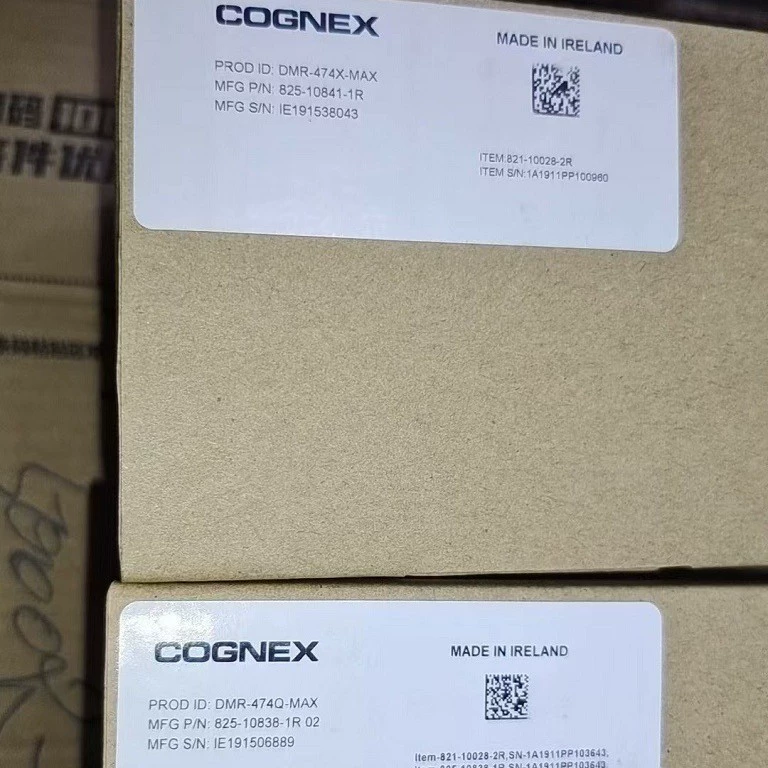 COGNEX
MADE IN IRELAND
PROD ID: DMR-474X-MAX
MFG P/N: 825-10841-1R
MFG S/N: IE191538043
ITEM:821-10028-2R
ITEM S/N:1A1911PP100960
COGNEX
MADE IN IRELAND
PROD ID: DMR-474Q-MAX
MFG P/N: 825-10838-1R 02
MFG S/N: IE191506889
Item-821-10028-2R,SN-1A1911PP103643,